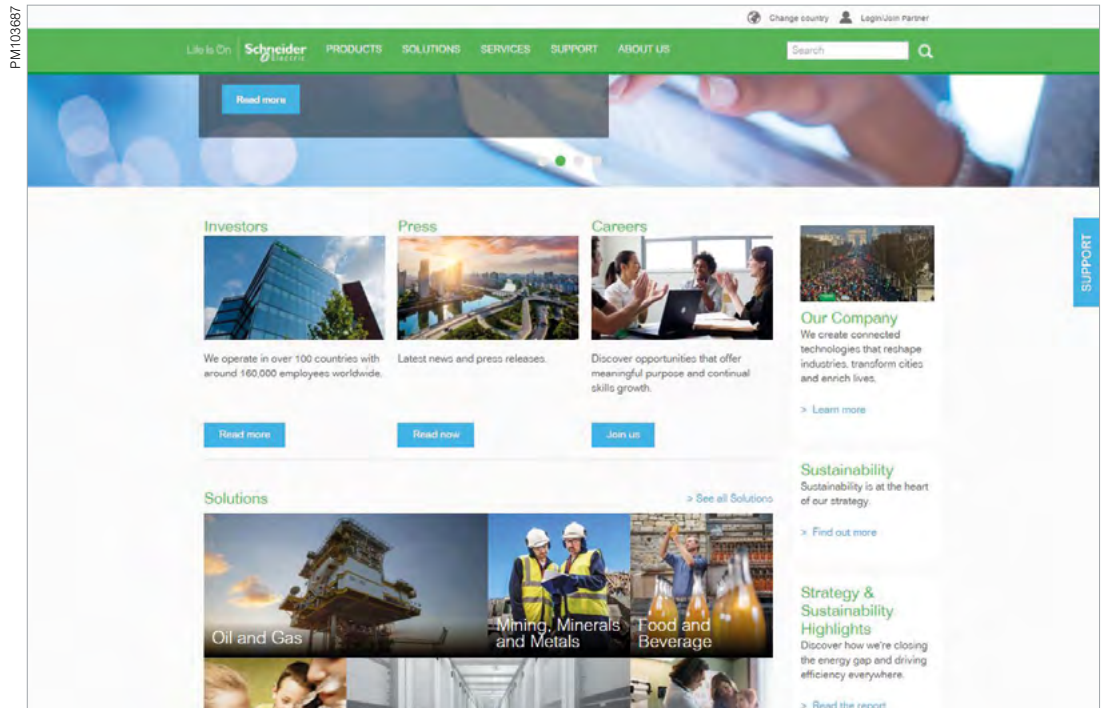 PM103687
Change country Login/Join Partner
Life Is On Schneider Electric PRODUCTS SOLUTIONS SERVICES SUPPORT ABOUT US Search
Read more
SUPPORT
Investors
We operate in over 100 countries with
around 160,000 employees worldwide.
Read more
Press
Latest news and press releases.
Read now
Careers
Discover opportunities that offer
meaningful purpose and continual
skills growth.
Join us
Our Company
We create connected
technologies that reshape
industries, transform cities
and enrich lives.
> Learn more
Sustainability
Sustainability is at the heart
of our strategy.
> Find out more
Strategy &
Sustainability
Highlights
Discover how we're closing
the energy gap and driving
efficiency everywhere.
> Read the report
Solutions
> See all Solutions
Oil and Gas
Mining, Minerals
and Metals
Food and
Beverage